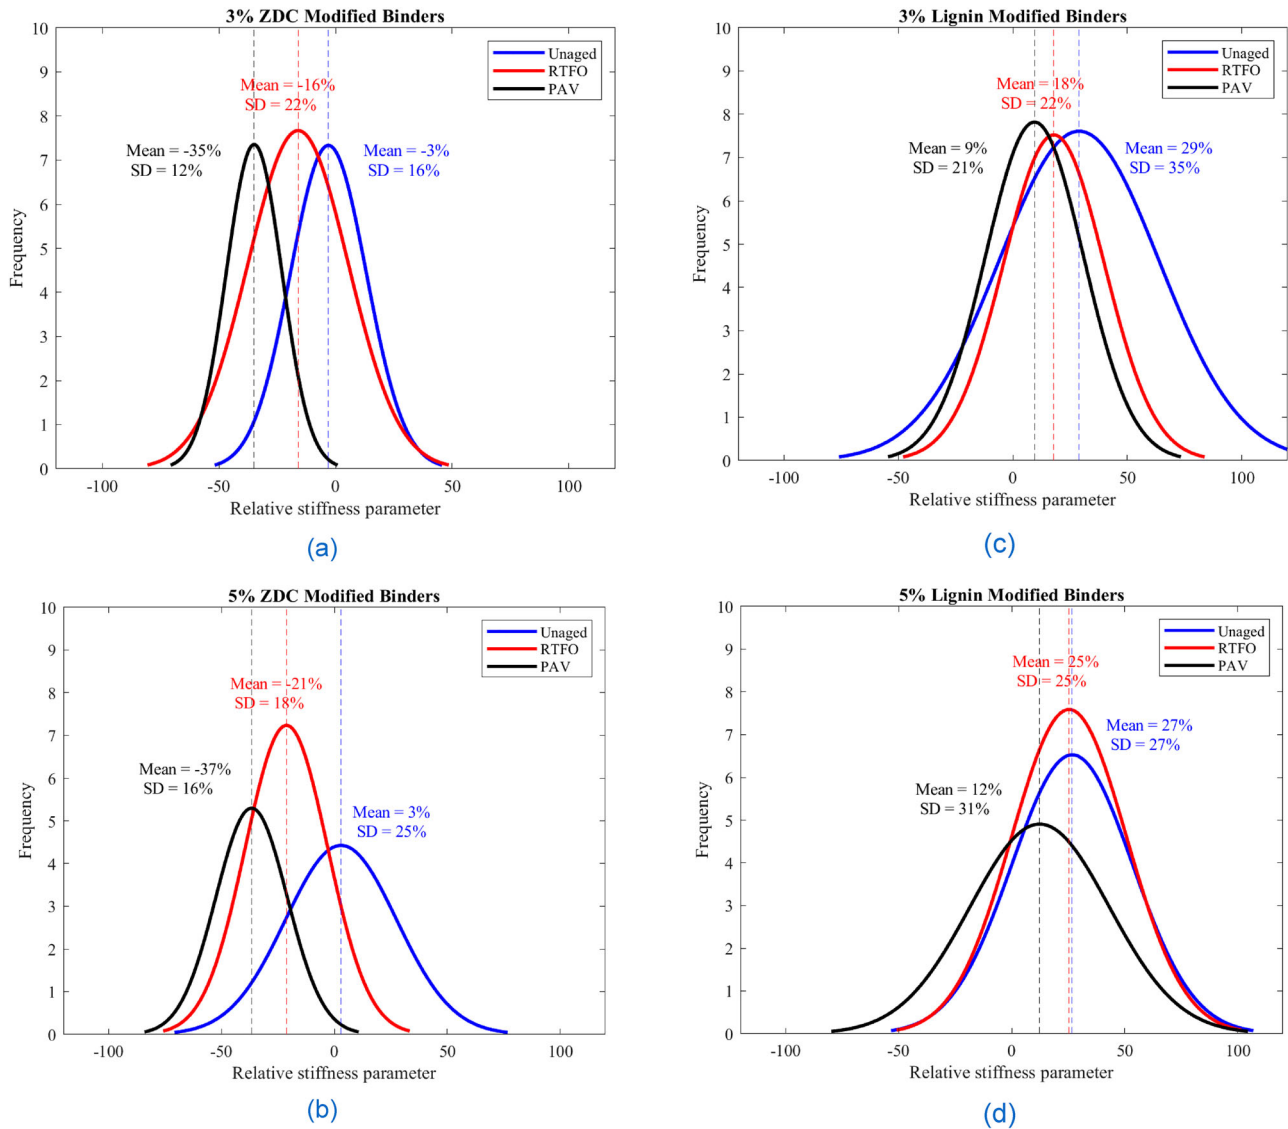 3% ZDC Modified Binders
10
9
8
7
6
5
4
3
2
1
0
Frequency
Unaged
RTFO
PAV
Mean = -16%
SD = 22%
Mean = -35%
SD = 12%
Mean = -3%
SD = 16%
-100
-50
0
50
100
Relative stiffness parameter
(a)
3% Lignin Modified Binders
10
9
8
7
6
5
4
3
2
1
0
Frequency
Unaged
RTFO
PAV
Mean = 18%
SD = 22%
Mean = 9%
SD = 21%
Mean = 29%
SD = 35%
-100
-50
0
50
100
Relative stiffness parameter
(c)
5% ZDC Modified Binders
10
9
8
7
6
5
4
3
2
1
0
Frequency
Unaged
RTFO
PAV
Mean = -21%
SD = 18%
Mean = -37%
SD = 16%
Mean = 3%
SD = 25%
-100
-50
0
50
100
Relative stiffness parameter
(b)
5% Lignin Modified Binders
10
9
8
7
6
5
4
3
2
1
0
Frequency
Unaged
RTFO
PAV
Mean = 25%
SD = 25%
Mean = 27%
SD = 27%
Mean = 12%
SD = 31%
-100
-50
0
50
100
Relative stiffness parameter
(d)